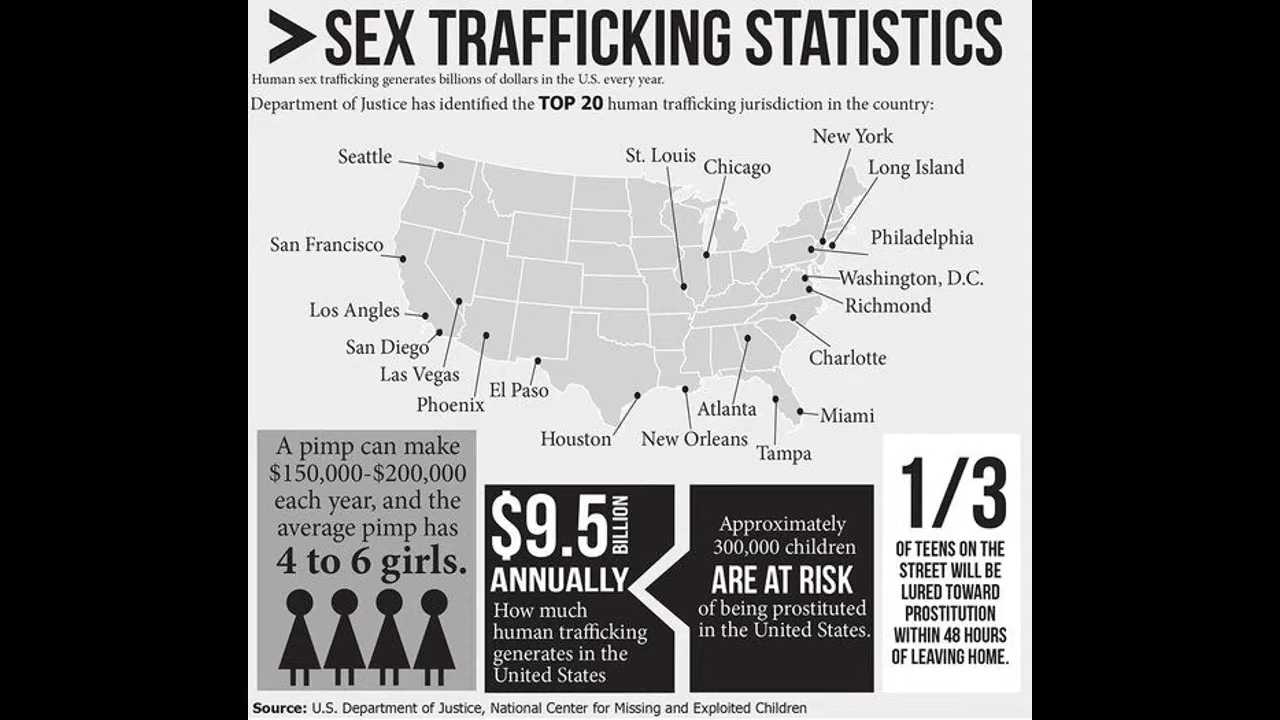 > SEX TRAFFICKING STATISTICS
Human sex trafficking generates billions of dollars in the U.S. every year.
Department of Justice has identified the TOP 20 human trafficking jurisdiction in the country:
New York
Seattle
St. Louis
Chicago
Long Island
San Francisco
Philadelphia
Washington, D.C.
Los Angles
Richmond
San Diego
Charlotte
Las Vegas
El Paso
Phoenix
Atlanta
Miami
Houston
New Orleans
Tampa
A pimp can make
$150,000-$200,000
each year, and the
average pimp has
4 to 6 girls.
$9.5 BILLION
ANNUALLY
How much
human trafficking
generates in the
United States
Approximately
300,000 children
ARE AT RISK
of being prostituted
in the United States.
1/3
OF TEENS ON THE
STREET WILL BE
LURED TOWARD
PROSTITUTION
WITHIN 48 HOURS
OF LEAVING HOME.
Source: U.S. Department of Justice, National Center for Missing and Exploited Children